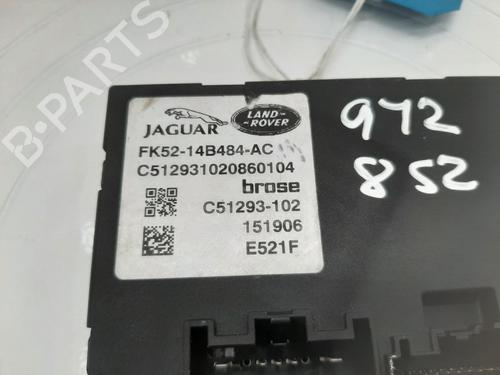 B-PARTS
JAGUAR
LAND-
ROVER
FK52-14B484-AC
C512931020860104
brose
C51293-102
151906
E521F
972
852